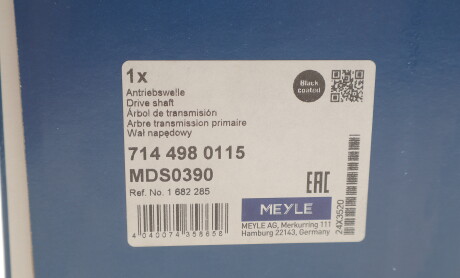 1x
Black
coated
Antriebswelle
Drive shaft
Árbol de transmisión
Arbre transmission primaire
Wał napędowy
714 498 0115
MDS0390
Ref. No. 1 682 285
EAC
MEYLE
MEYLE AG, Merkurring 111
Hamburg 22143, Germany
4 040074 358658
24X3520